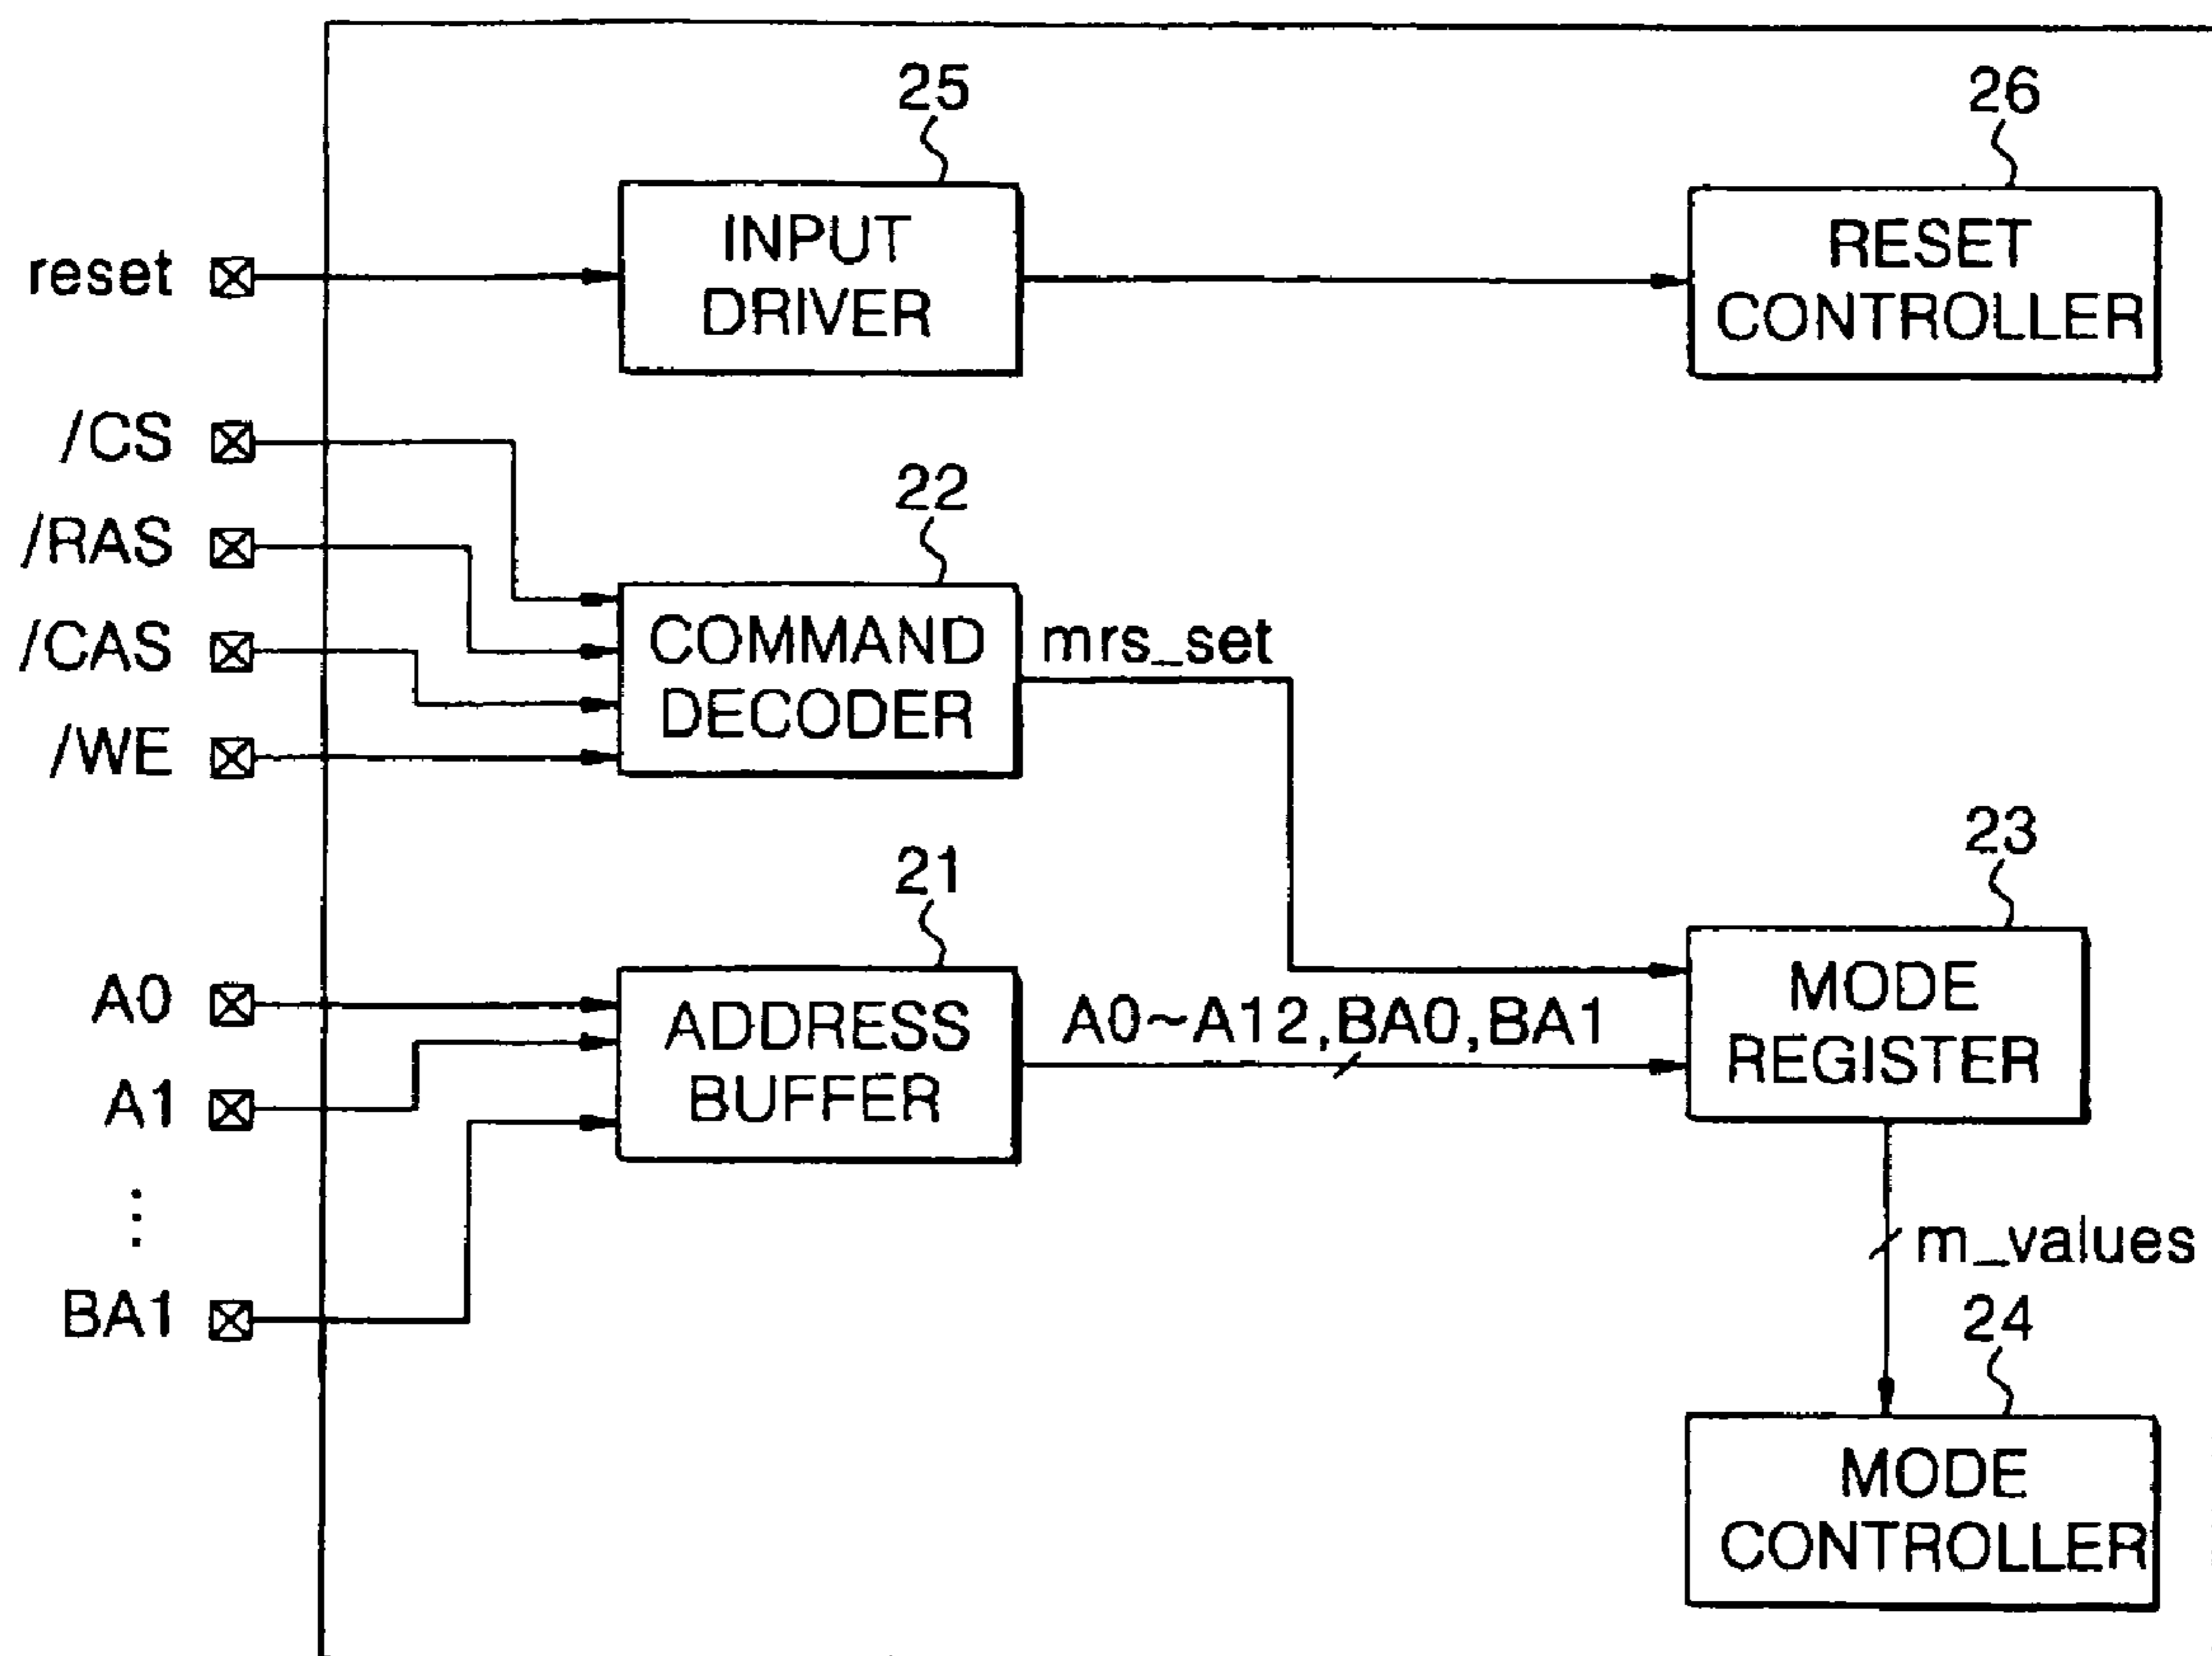 25
26
reset
INPUT
DRIVER
RESET
CONTROLLER
/CS
/RAS
/CAS
/WE
22
COMMAND
DECODER
mrs_set
21
23
A0
A1
⋮
BA1
ADDRESS
BUFFER
A0~A12,BA0,BA1
MODE
REGISTER
m_values
24
MODE
CONTROLLER